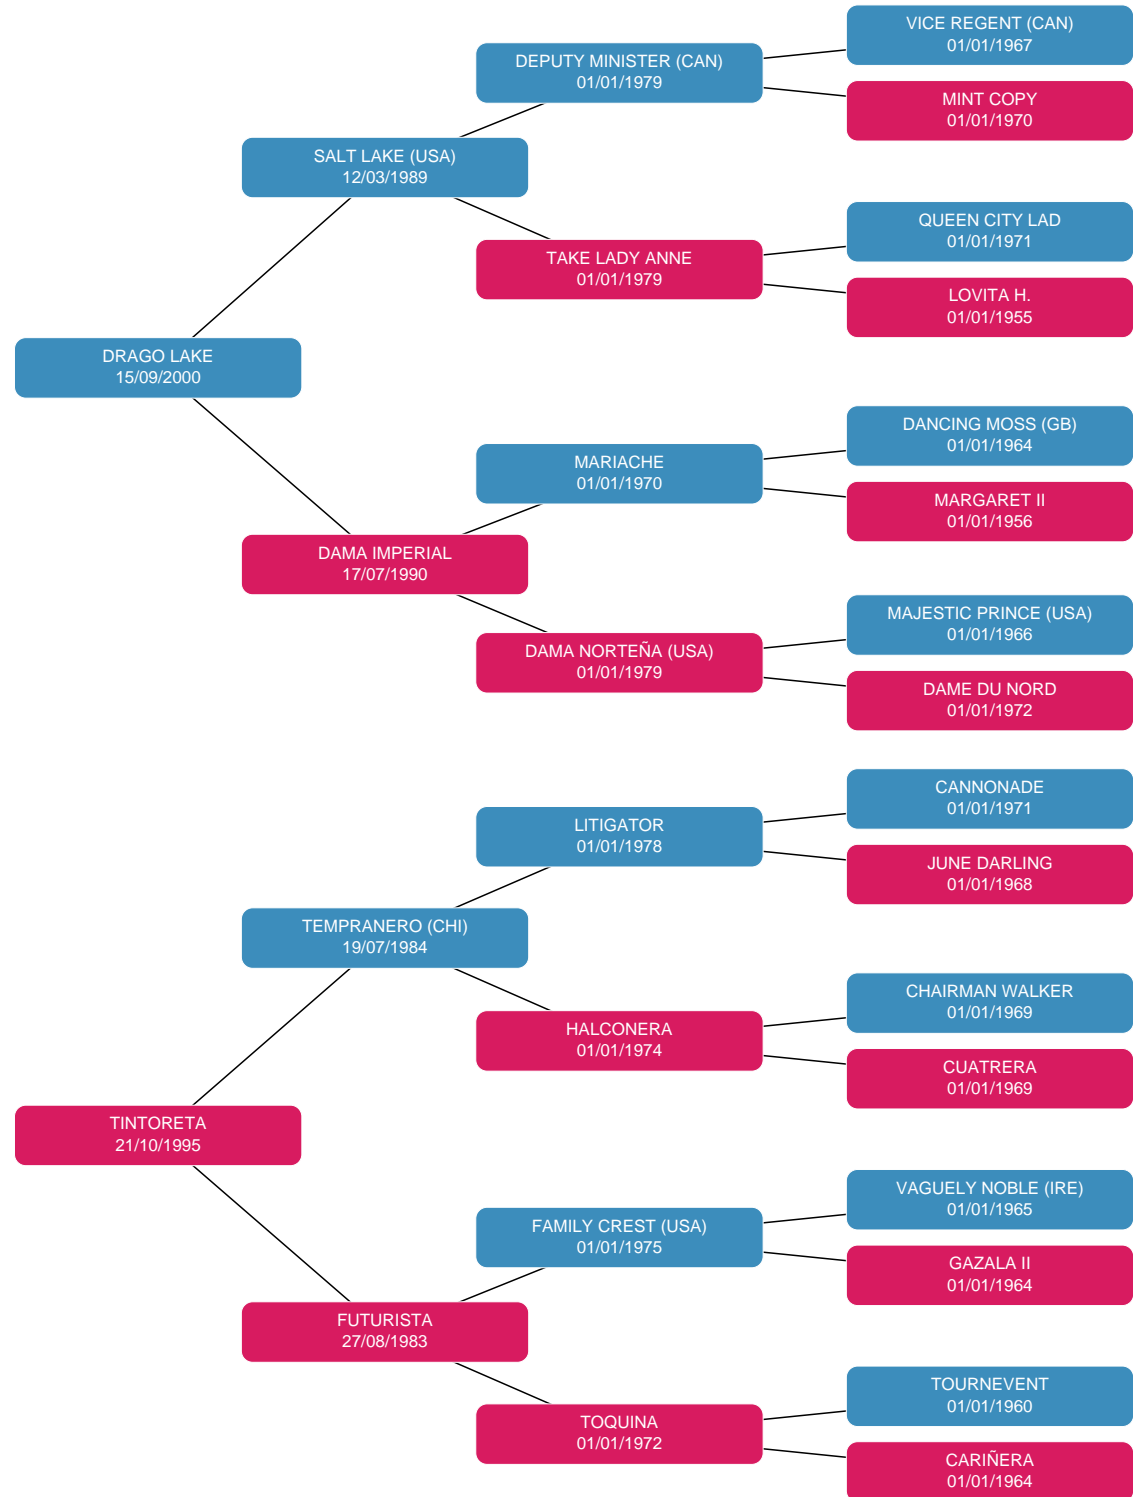 VICE REGENT (CAN)
01/01/1967
DEPUTY MINISTER (CAN)
01/01/1979
MINT COPY
01/01/1970
SALT LAKE (USA)
12/03/1989
QUEEN CITY LAD
01/01/1971
TAKE LADY ANNE
01/01/1979
LOVITA H.
01/01/1955
DRAGO LAKE
15/09/2000
DANCING MOSS (GB)
01/01/1964
MARIACHE
01/01/1970
MARGARET II
01/01/1956
DAMA IMPERIAL
17/07/1990
MAJESTIC PRINCE (USA)
01/01/1966
DAMA NORTEÑA (USA)
01/01/1979
DAME DU NORD
01/01/1972
CANNONADE
01/01/1971
LITIGATOR
01/01/1978
JUNE DARLING
01/01/1968
TEMPRANERO (CHI)
19/07/1984
CHAIRMAN WALKER
01/01/1969
HALCONERA
01/01/1974
CUATRERA
01/01/1969
TINTORETA
21/10/1995
VAGUELY NOBLE (IRE)
01/01/1965
FAMILY CREST (USA)
01/01/1975
GAZALA II
01/01/1964
FUTURISTA
27/08/1983
TOURNEVENT
01/01/1960
TOQUINA
01/01/1972
CARIÑERA
01/01/1964